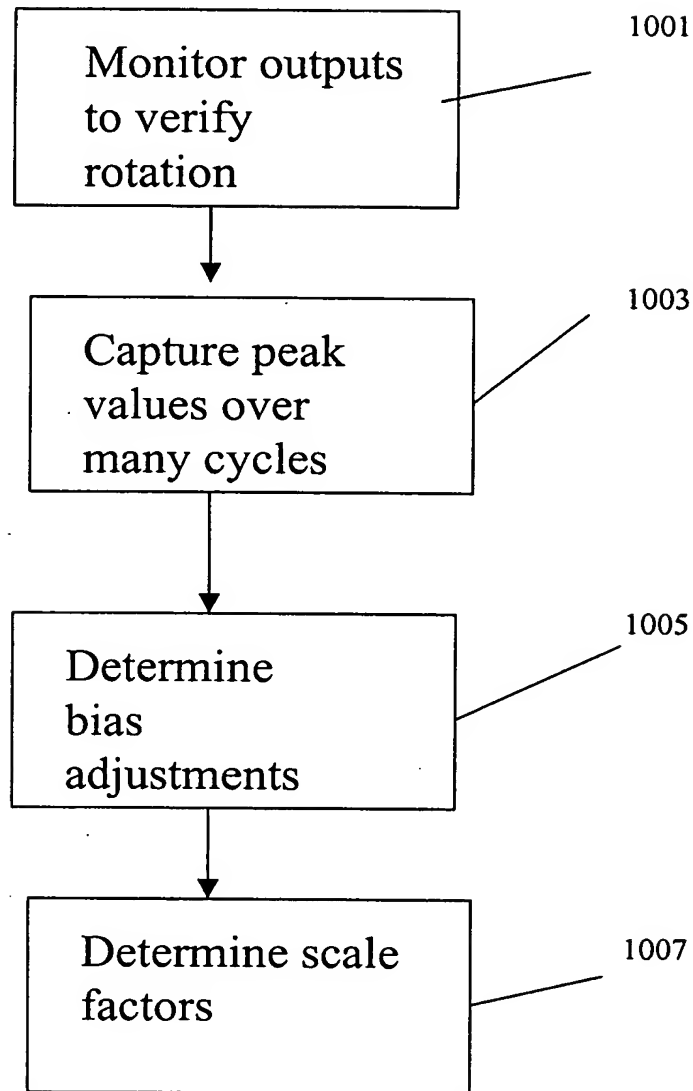 1001
Monitor outputs
to verify
rotation
1003
Capture peak
values over
many cycles
1005
Determine
bias
adjustments
1007
Determine scale
factors